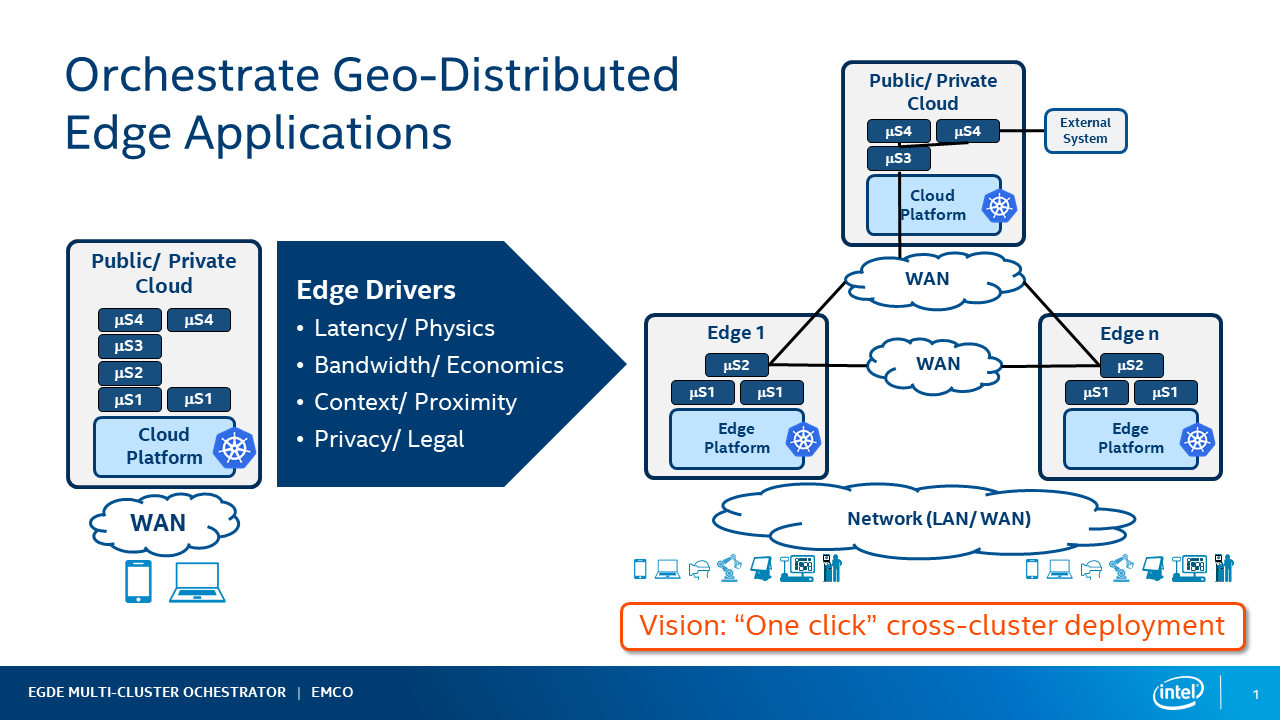 Orchestrate Geo-Distributed
Edge Applications
Public/ Private
Cloud
µS4 µS4
µS3
µS2
µS1 µS1
Cloud
Platform
WAN
Edge Drivers
• Latency/ Physics
• Bandwidth/ Economics
• Context/ Proximity
• Privacy/ Legal
Public/ Private
Cloud
µS4 µS4
µS3
Cloud
Platform
External
System
WAN
Edge 1
µS2
µS1 µS1
Edge
Platform
WAN
Edge n
µS2
µS1 µS1
Edge
Platform
Network (LAN/ WAN)
Vision: “One click” cross-cluster deployment
EGDE MULTI-CLUSTER OCHESTRATOR | EMCO
intel
1